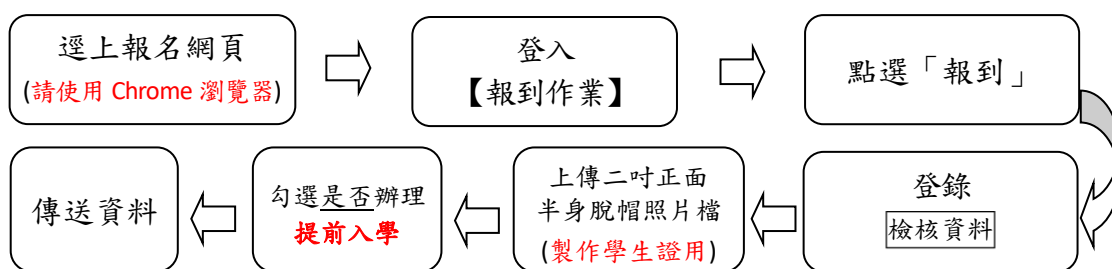 逕上報名網頁
(請使用 Chrome 瀏覽器)
登入
【報到作業】
點選「報到」
登錄
檢核資料
上傳二吋正面
半身脫帽照片檔
(製作學生證用)
勾選是否辦理
提前入學
傳送資料